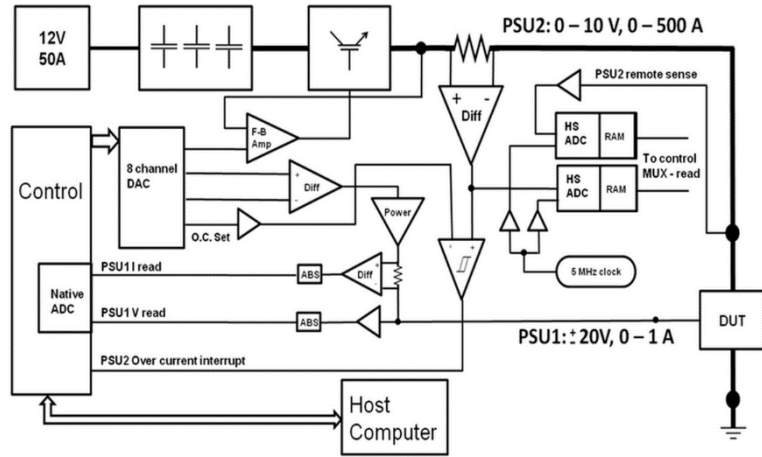 12V
50A
PSU2: 0 – 10 V, 0 – 500 A
PSU2 remote sense
+ -
Diff
F-B
Amp
HS
ADC
RAM
To control
MUX - read
HS
ADC
RAM
Control
8 channel
DAC
+
-
Diff
O.C. Set
Power
- +
5 MHz clock
PSU1 I read
ABS
Diff
+
-
Native
ADC
PSU1 V read
ABS
PSU1: ±20V, 0 – 1 A
DUT
PSU2 Over current interrupt
Host
Computer